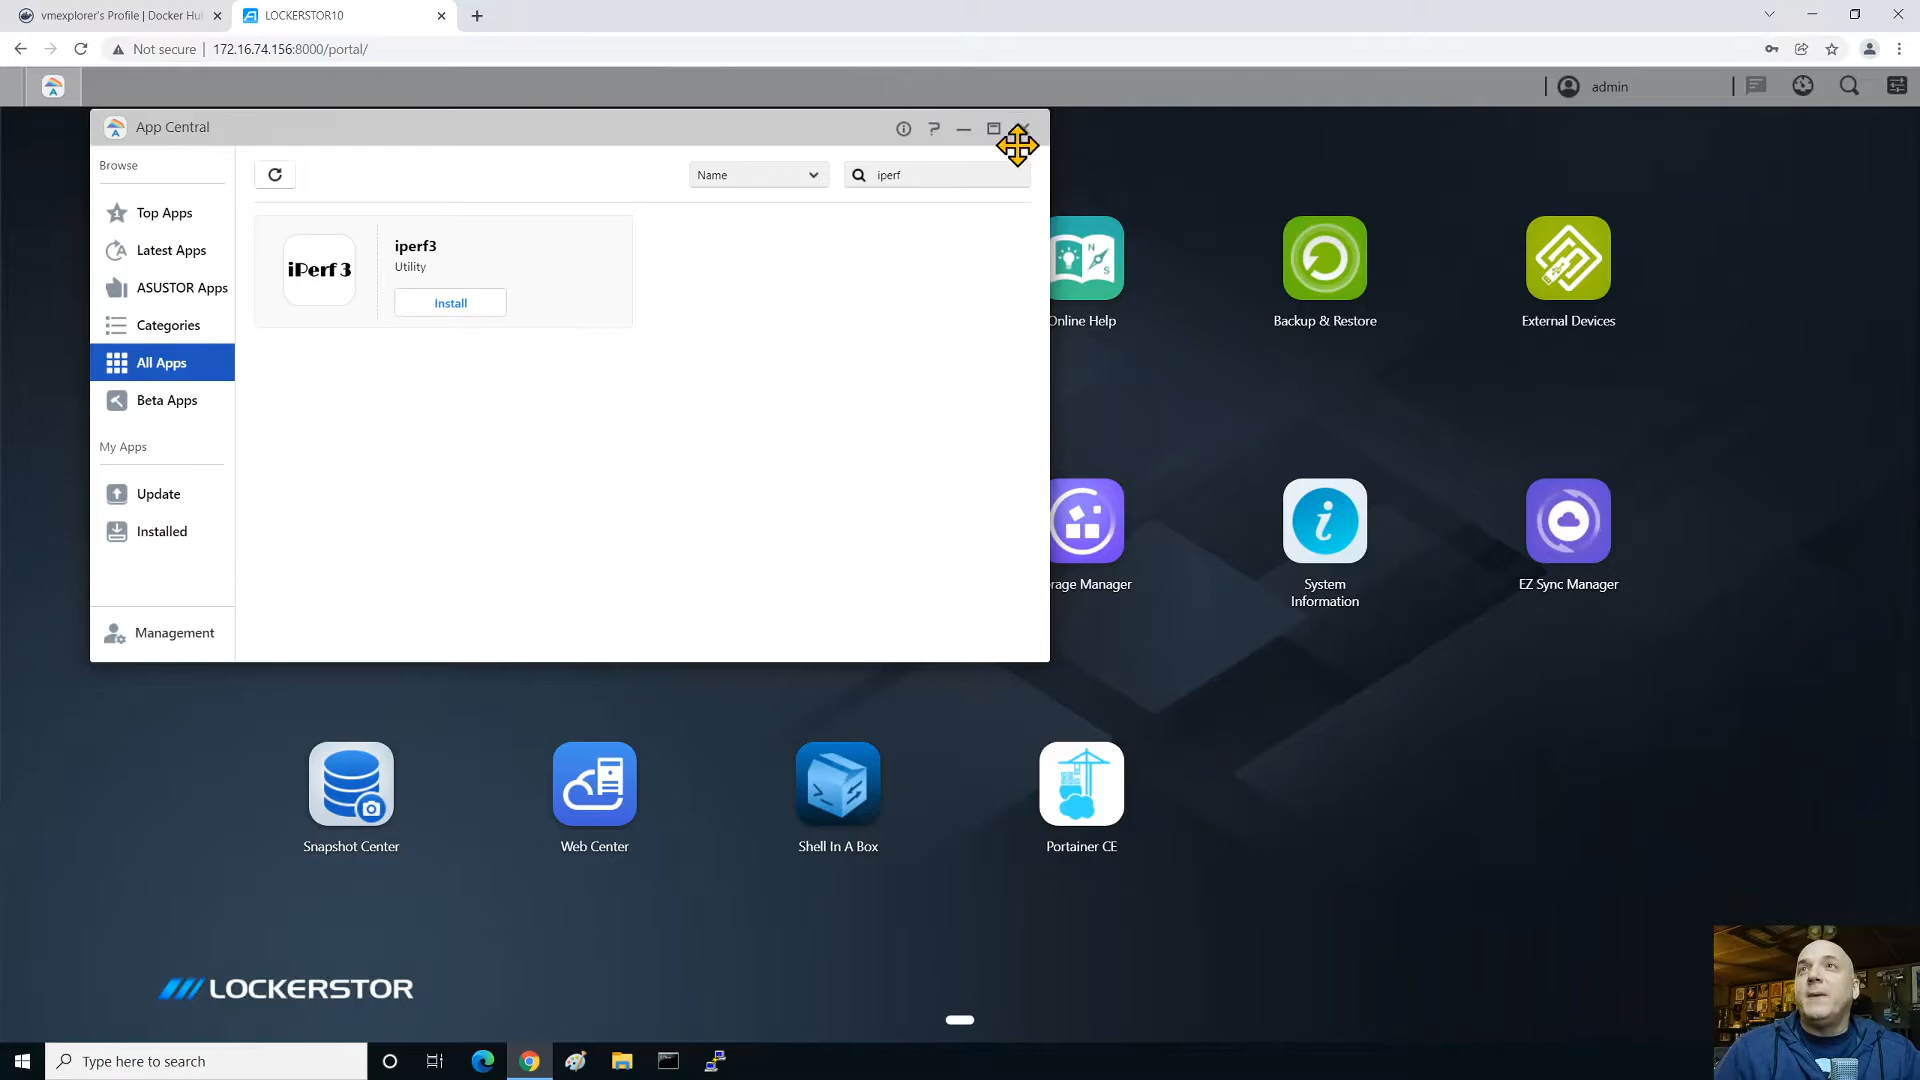 vmexplorer's Profile | Docker Hu
LOCKERSTOR10
Not secure
172.16.74.156:8000/portal/
admin
App Central
Browse
Name
iperf
Top Apps
Latest Apps
ASUSTOR Apps
Categories
All Apps
Beta Apps
My Apps
Update
Installed
Management
iPerf 3
iperf3
Utility
Install
Online Help
Backup & Restore
External Devices
rage Manager
System
Information
EZ Sync Manager
Snapshot Center
Web Center
Shell In A Box
Portainer CE
LOCKERSTOR
Type here to search